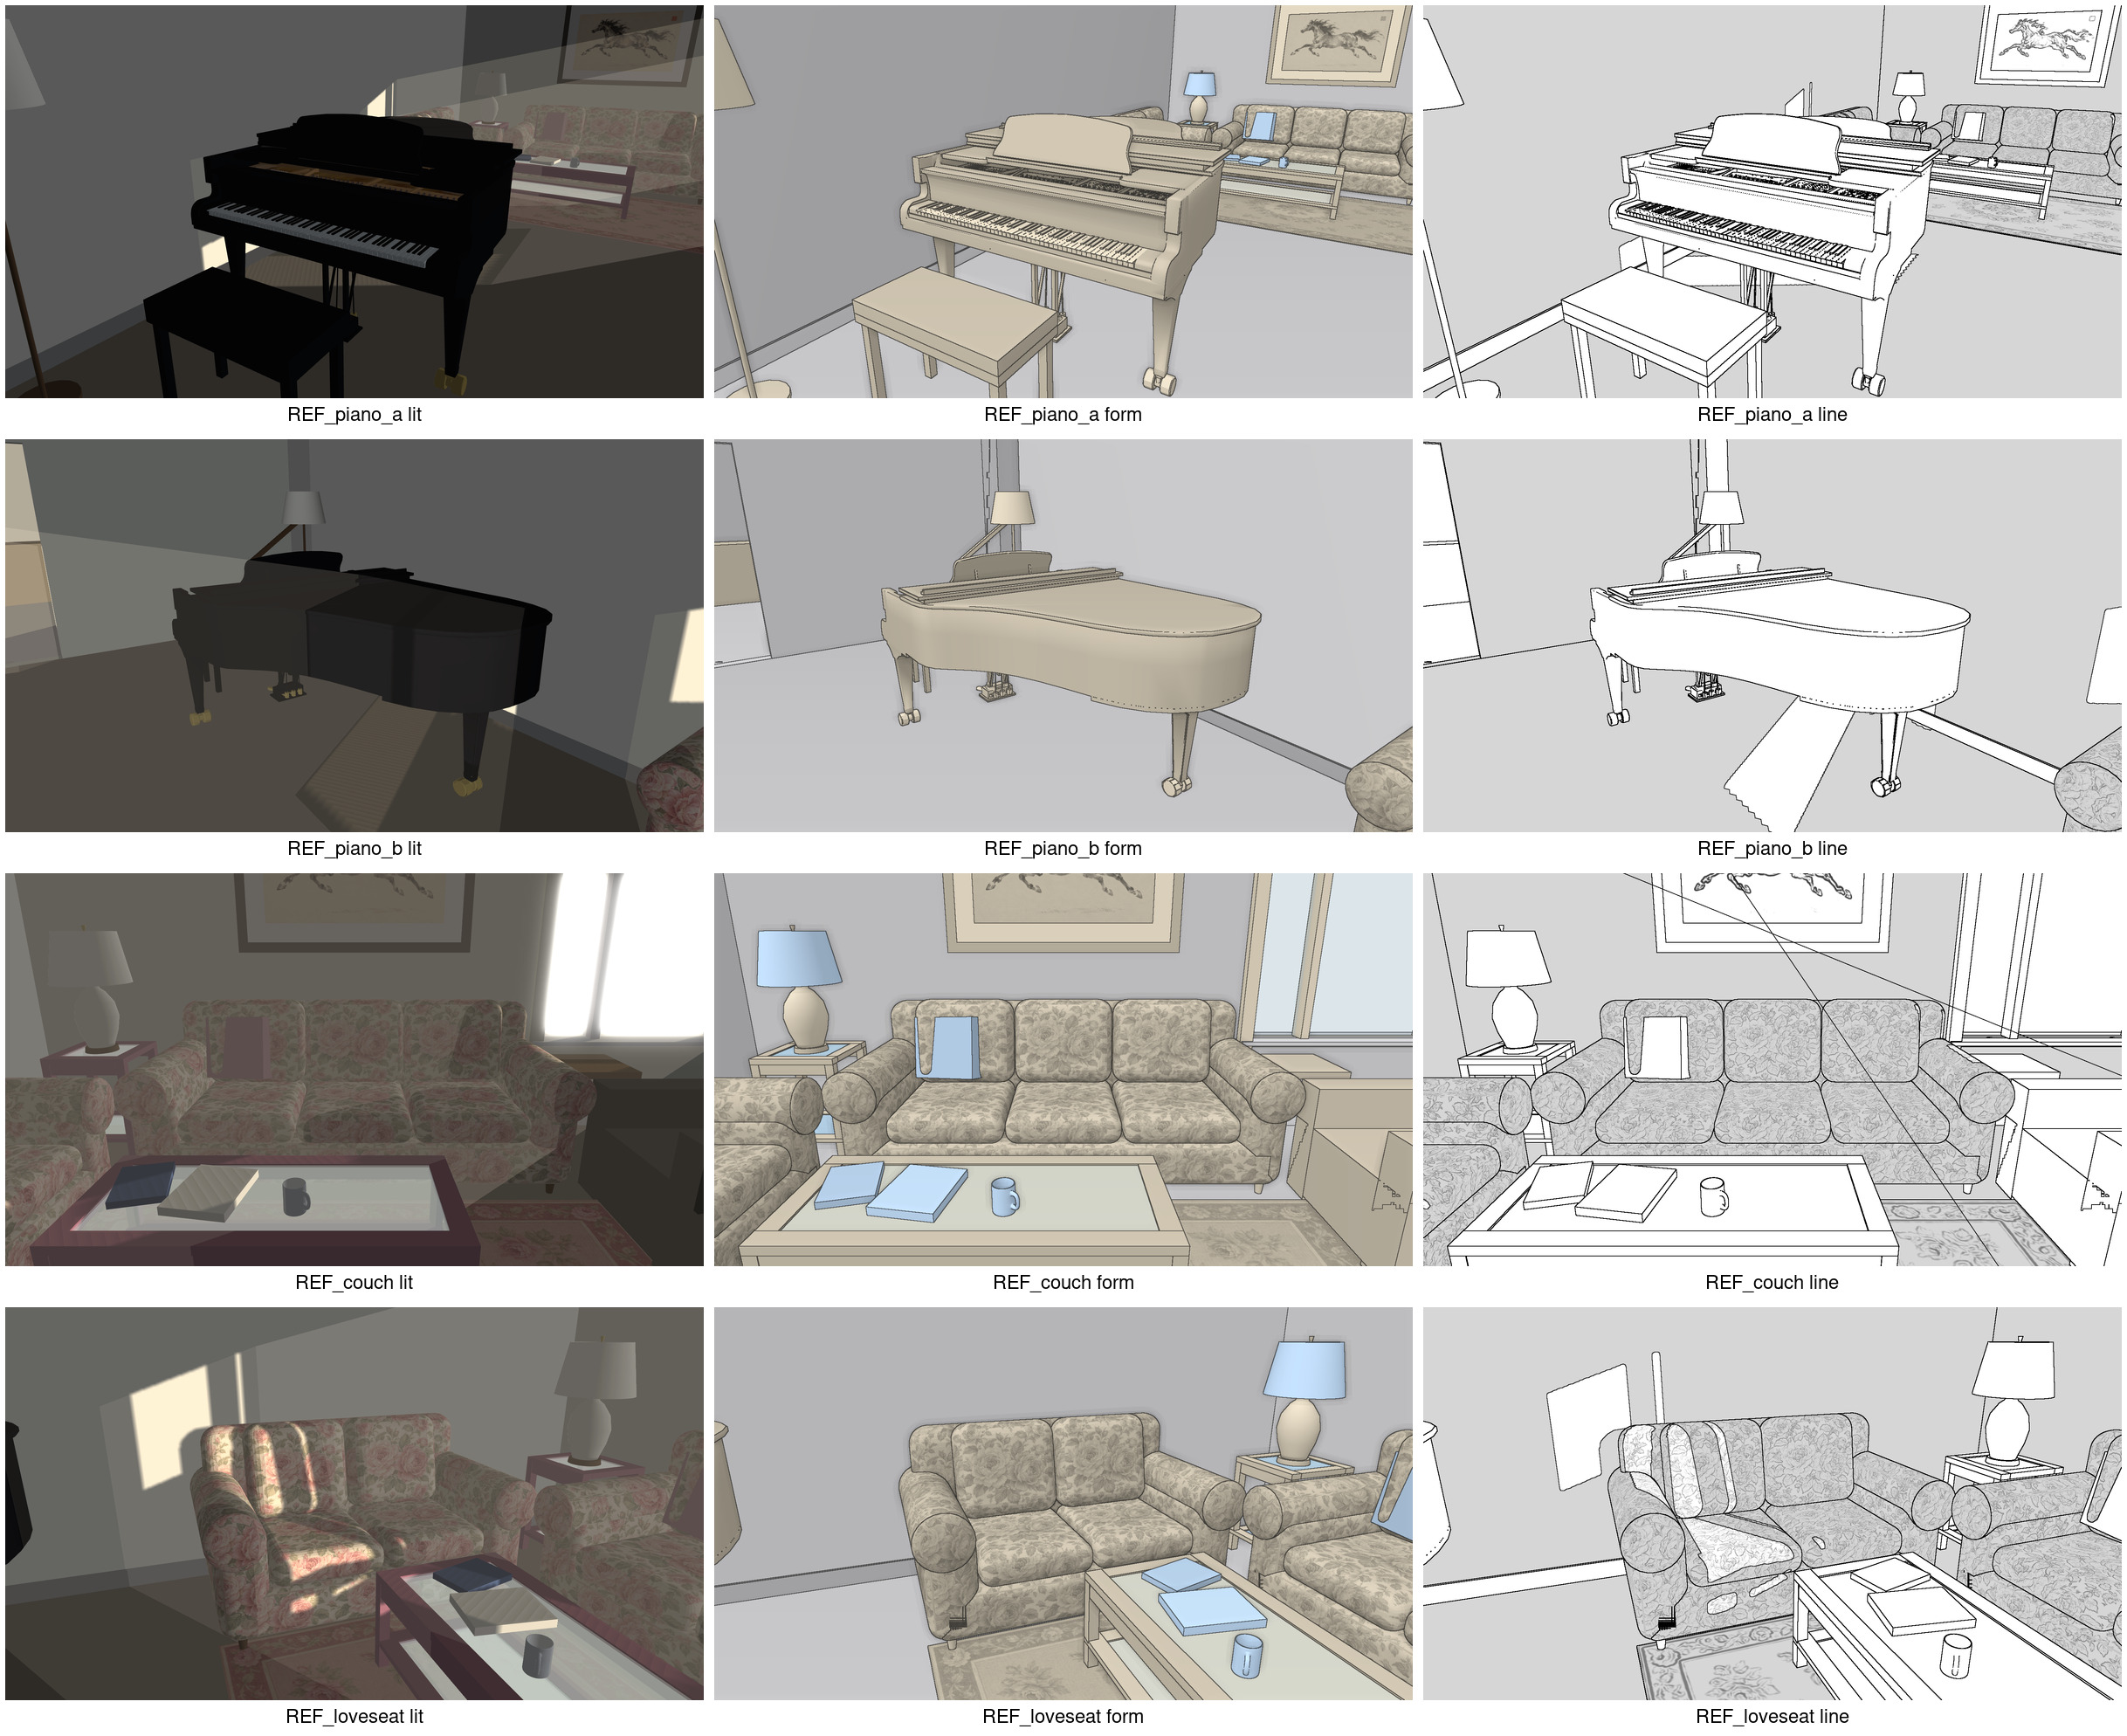 REF_piano_a lit
REF_piano_a form
REF_piano_a line
REF_piano_b lit
REF_piano_b form
REF_piano_b line
REF_couch lit
REF_couch form
REF_couch line
REF_loveseat lit
REF_loveseat form
REF_loveseat line